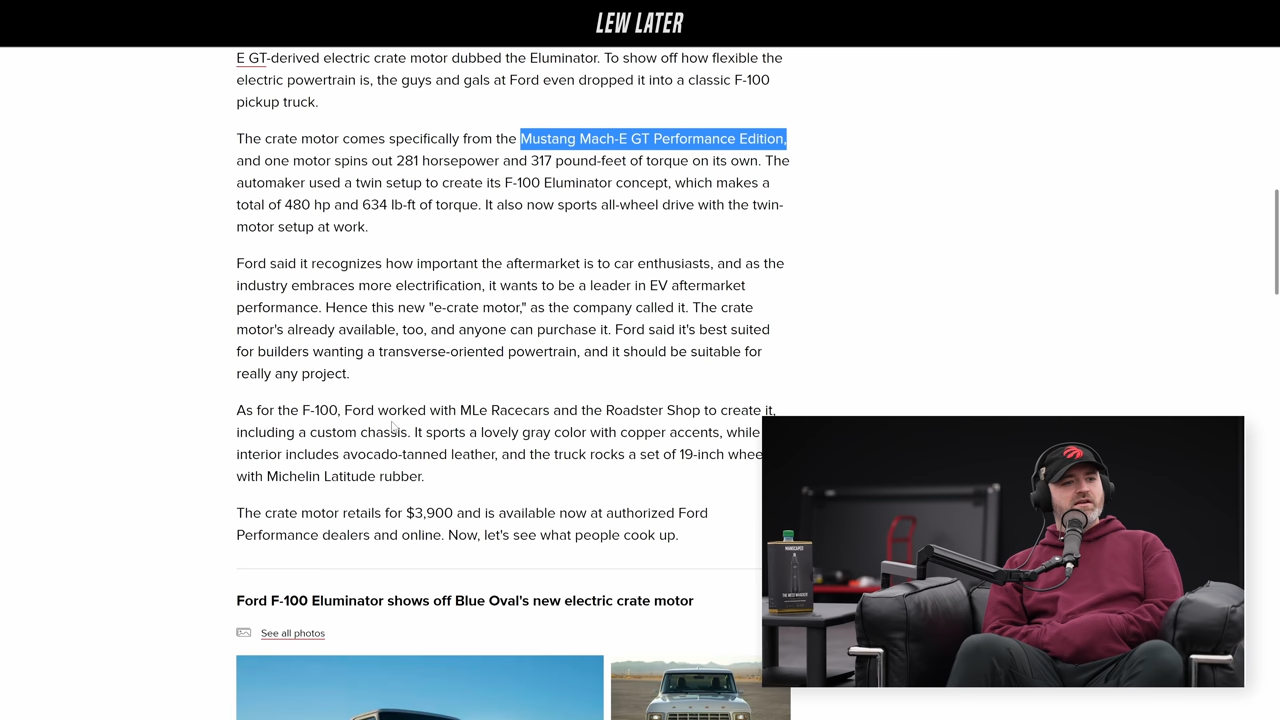 LEW LATER
E GT-derived electric crate motor dubbed the Eluminator. To show off how flexible the
electric powertrain is, the guys and gals at Ford even dropped it into a classic F-100
pickup truck.
The crate motor comes specifically from the Mustang Mach-E GT Performance Edition,
and one motor spins out 281 horsepower and 317 pound-feet of torque on its own. The
automaker used a twin setup to create its F-100 Eluminator concept, which makes a
total of 480 hp and 634 lb-ft of torque. It also now sports all-wheel drive with the twin-
motor setup at work.
Ford said it recognizes how important the aftermarket is to car enthusiasts, and as the
industry embraces more electrification, it wants to be a leader in EV aftermarket
performance. Hence this new "e-crate motor," as the company called it. The crate
motor's already available, too, and anyone can purchase it. Ford said it's best suited
for builders wanting a transverse-oriented powertrain, and it should be suitable for
really any project.
As for the F-100, Ford worked with MLe Racecars and the Roadster Shop to create it,
including a custom chassis. It sports a lovely gray color with copper accents, while
interior includes avocado-tanned leather, and the truck rocks a set of 19-inch whee
with Michelin Latitude rubber.
The crate motor retails for $3,900 and is available now at authorized Ford
Performance dealers and online. Now, let's see what people cook up.
Ford F-100 Eluminator shows off Blue Oval's new electric crate motor
See all photos
MANSCAPED
THE WEED WHACKER